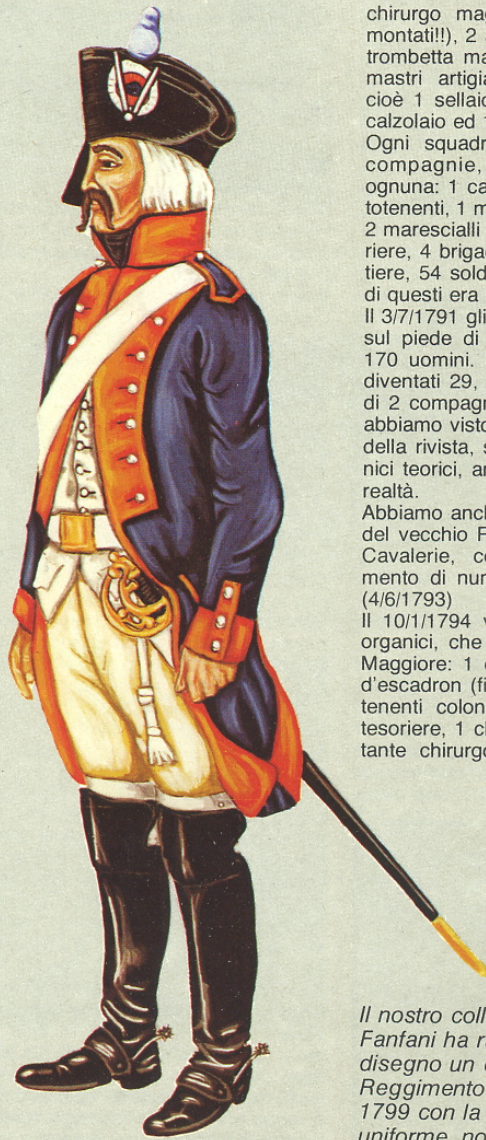 chirurgo mag
montati!!), 2
trombetta ma
mastri artigia
cioè 1 sellaio
calzolaio ed 1
Ogni squadr
compagnie,
ognuna: 1 ca
totenenti, 1 m
2 marescialli
riere, 4 briga
tiere, 54 sold
di questi era
Il 3/7/1791 gli
sul piede di
170 uomini.
diventati 29,
di 2 compagn
abbiamo visto
della rivista, s
nici teorici, an
realtà.
Abbiamo anch
del vecchio
Cavalerie, co
mento di
(4/6/1793)
Il 10/1/1794 v
organici, che
Maggiore: 1
d'escadron (fi
tenenti colon
tesoriere, 1 c
tante chirurgo
Il nostro coll
Fanfani ha r
disegno un
Reggimento
1799 con la
uniforme, no